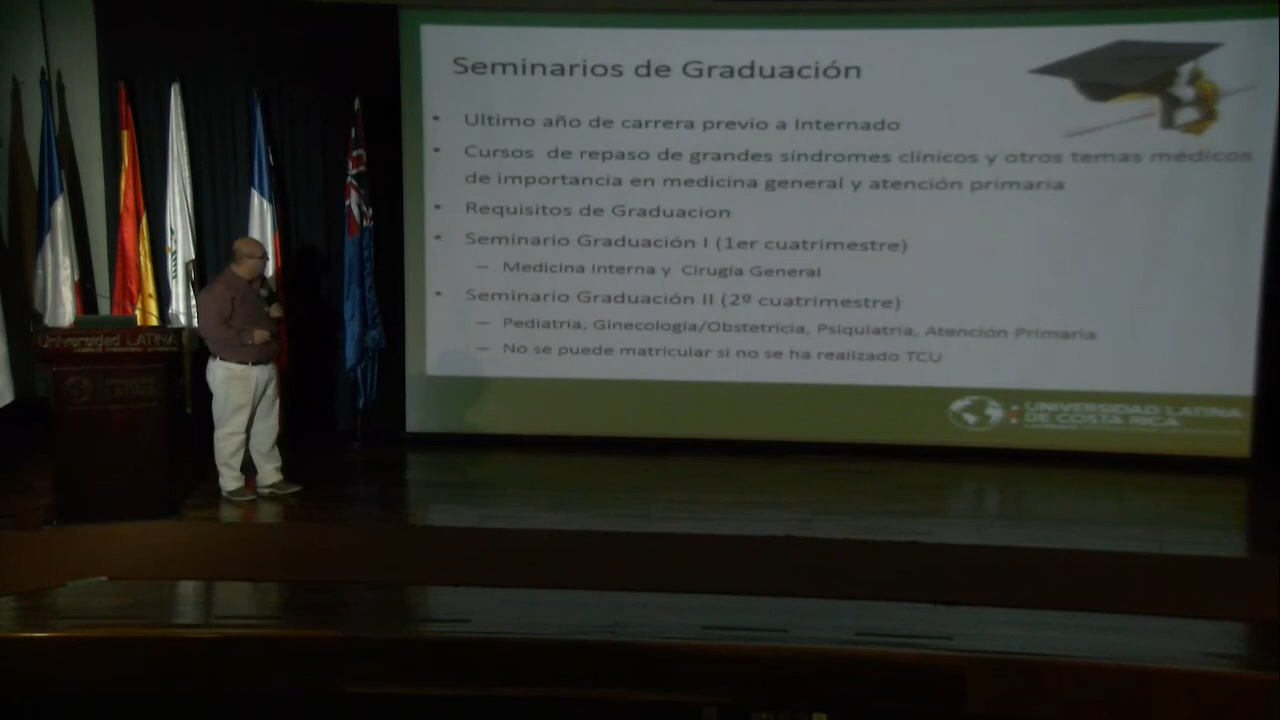 Seminarios de Graduación
• Ultimo año de carrera previo a Internado
• Cursos de repaso de grandes síndromes clínicos y otros temas médicos
de importancia en medicina general y atención primaria
• Requisitos de Graduacion
• Seminario Graduación I (1er cuatrimestre)
– Medicina Interna y Cirugía General
• Seminario Graduación II (2º cuatrimestre)
– Pediatría, Ginecología/Obstetricia, Psiquiatría, Atención Primaria
– No se puede matricular si no se ha realizado TCU
UNIVERSIDAD LATINA
DE COSTA RICA
Universidad LATINA